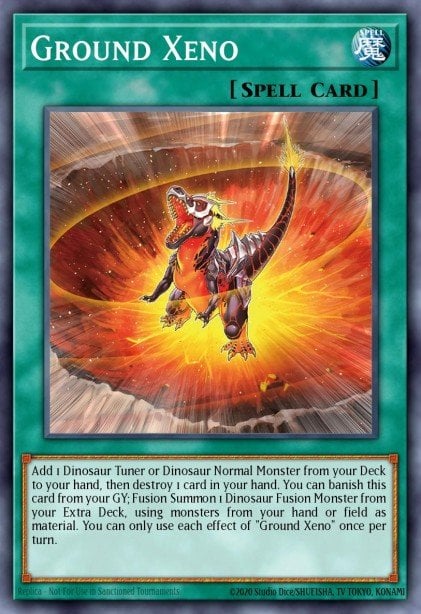 Ground Xeno
SPELL
魔
[ Spell Card ]
Add 1 Dinosaur Tuner or Dinosaur Normal Monster from your Deck
to your hand, then destroy 1 card in your hand. You can banish this
card from your GY; Fusion Summon 1 Dinosaur Fusion Monster from
your Extra Deck, using monsters from your hand or field as
material. You can only use each effect of "Ground Xeno" once per
turn.
Replica - Not For Use in Sanctioned Tournaments
©2020 Studio Dice/SHUEISHA, TV TOKYO, KONAMI